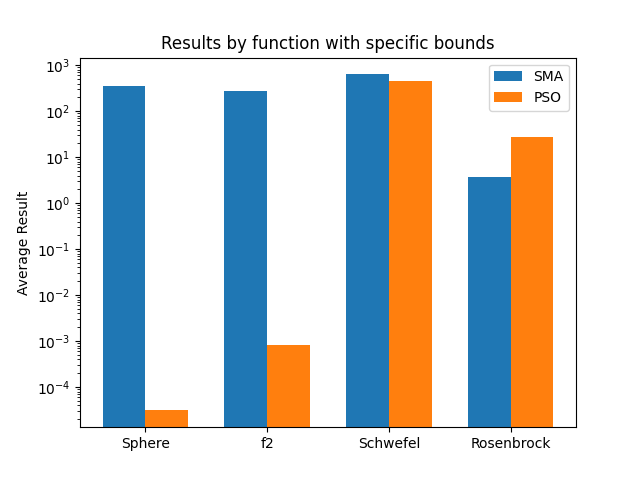 Results by function with specific bounds
SMA
PSO
Average Result
10³
10²
10¹
10⁰
10⁻¹
10⁻²
10⁻³
10⁻⁴
Sphere f2 Schwefel Rosenbrock